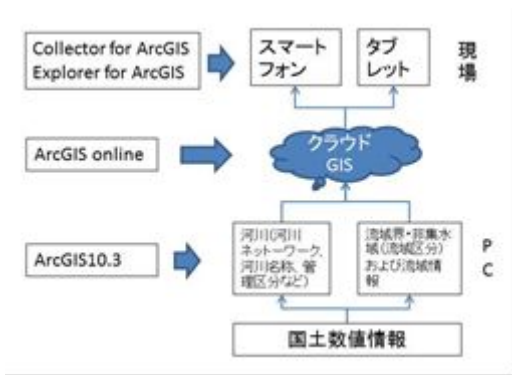 Collector for ArcGIS
Explorer for ArcGIS
スマート
フォン
タブ
レット
現
場
ArcGIS online
クラウド
GIS
ArcGIS10.3
河川(河川
ネットーワーク、
河川名称、管
理区分など)
流域界・非集水
域(流域区分)
および流域情
報
P
C
国土数値情報